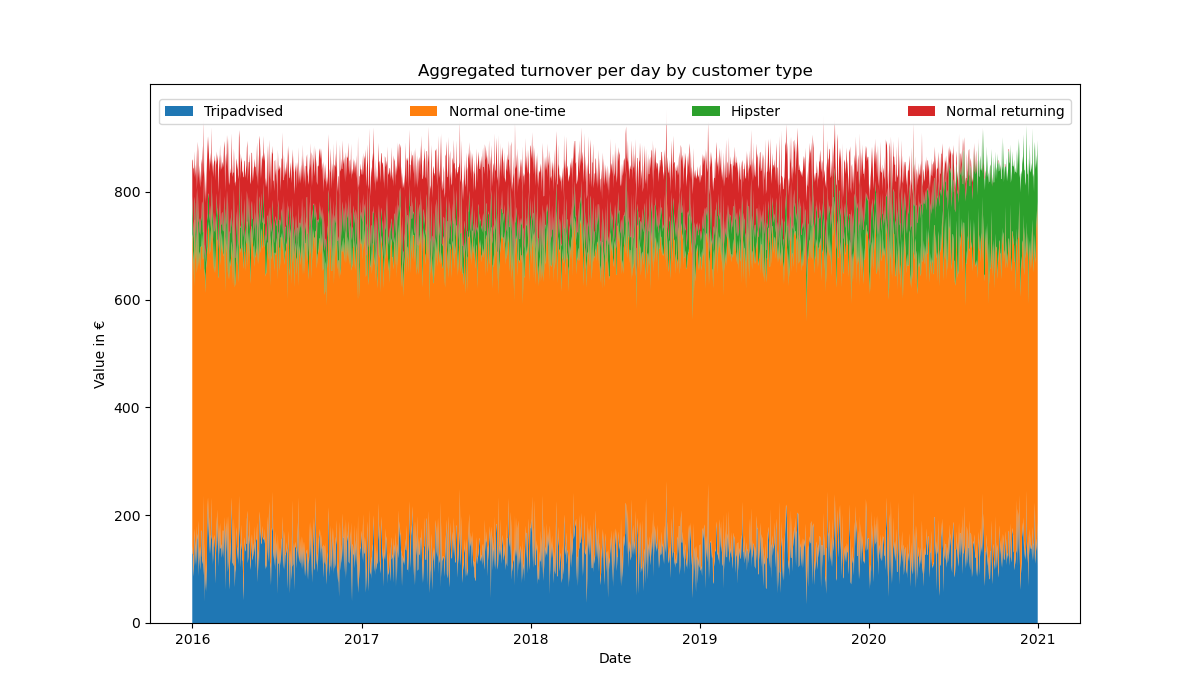 Aggregated turnover per day by customer type
Tripadvised Normal one-time Hipster Normal returning
800
600
400
200
0
Value in €
2016 2017 2018 2019 2020 2021
Date